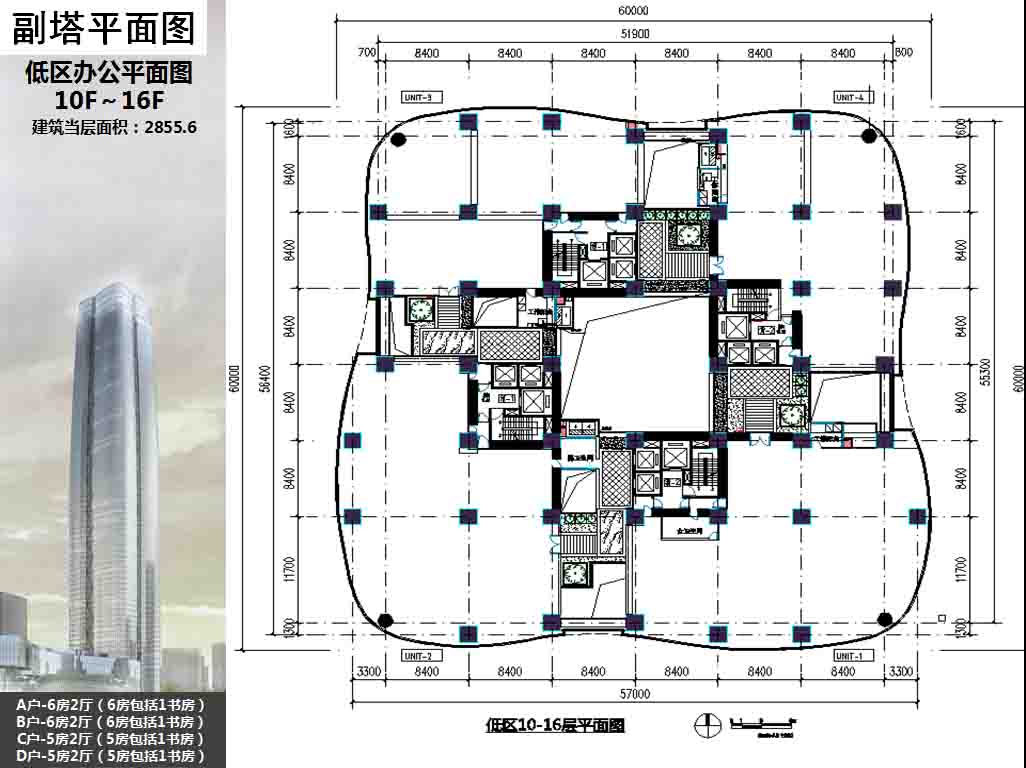 副塔平面图
低区办公平面图
10F～16F
建筑当层面积：2855.6
A户-6房2厅（6房包括1书房）
B户-6房2厅（6房包括1书房）
C户-5房2厅（5房包括1书房）
D户-5房2厅（5房包括1书房）
60000
51900
700 8400 8400 8400 8400 8400 8400 800
UNIT-3
UNIT-4
1600
8400
8400
8400
8400
8400
11700
1300
60000
56400
1600
8400
8400
8400
8400
8400
11700
1300
55300
60000
UNIT-2
UNIT-1
3300 8400 8400 8400 8400 8400 8400 3300
57000
低区10-16层平面图